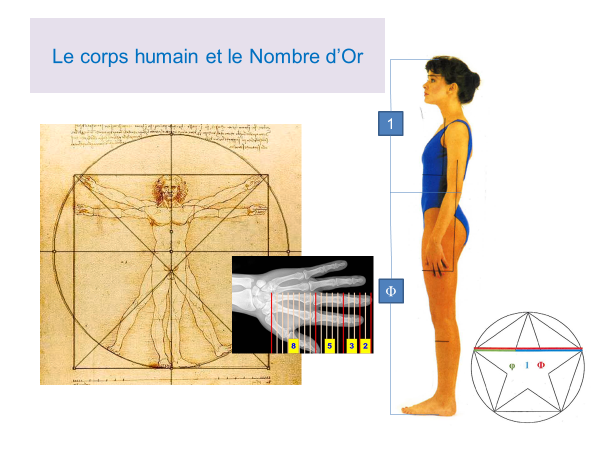 Le corps humain et le Nombre d’Or
1
Φ
8 5 3 2
φ 1 Φ